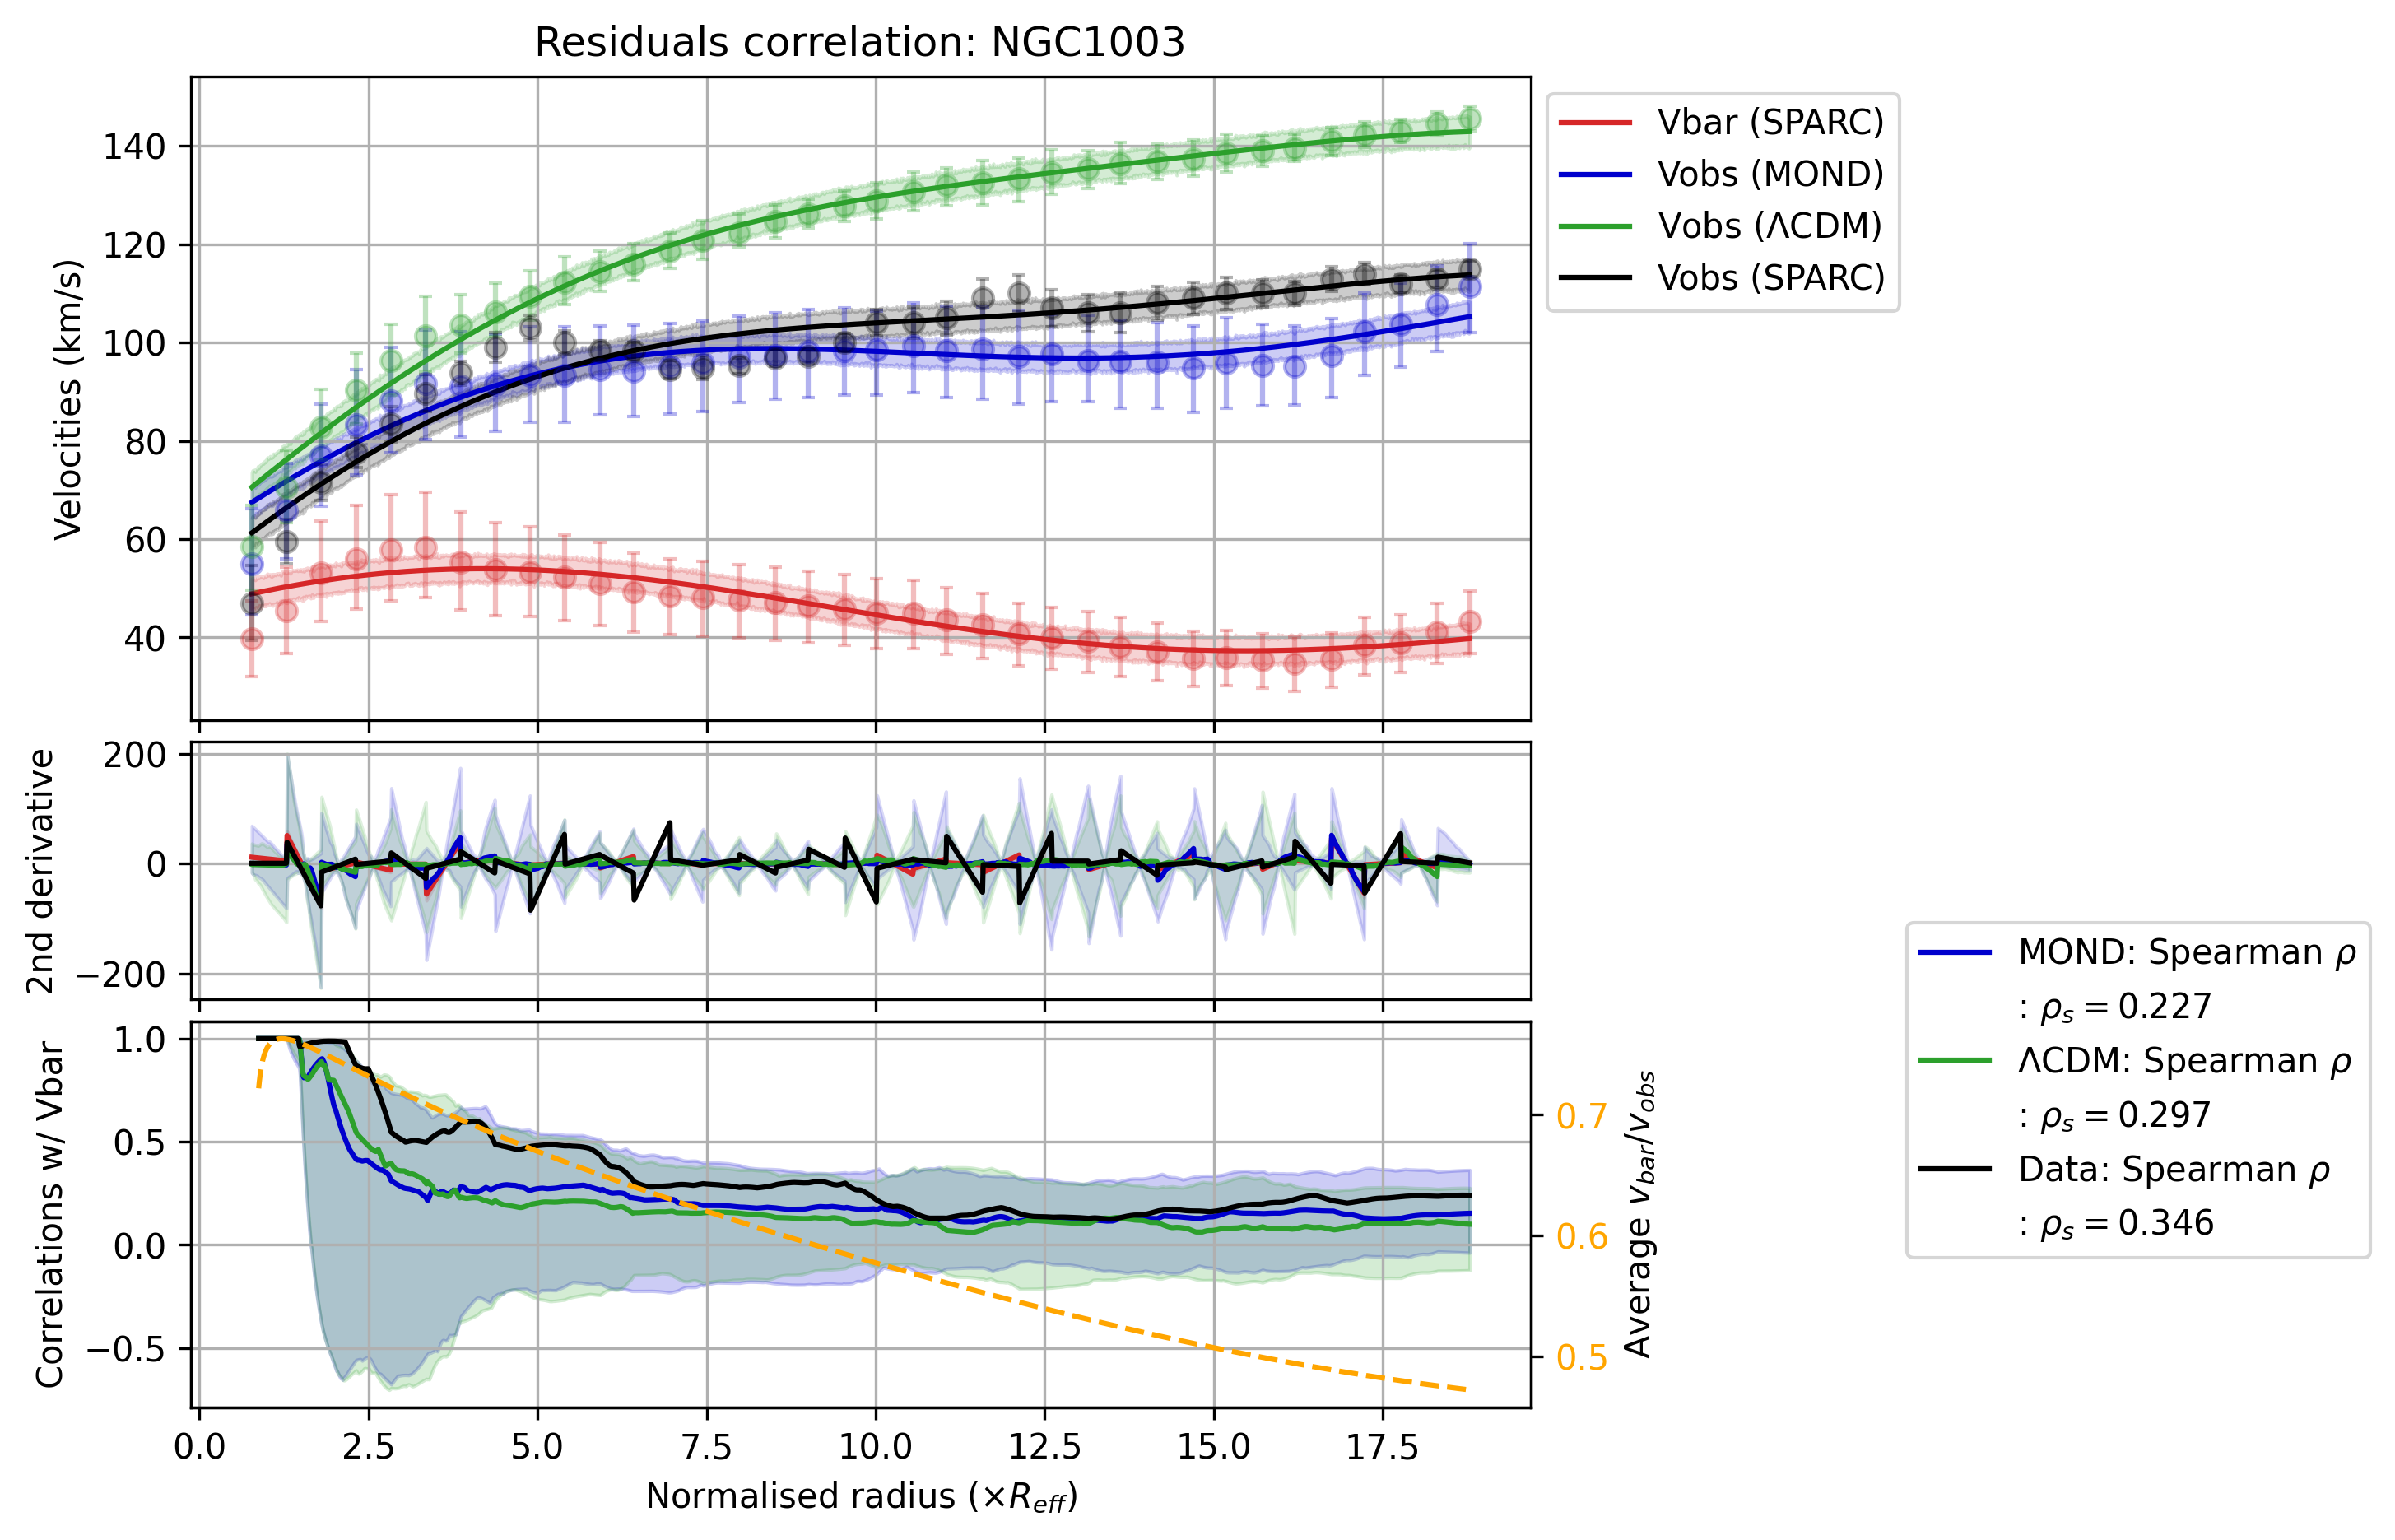 Residuals correlation: NGC1003
Velocities (km/s)
140
120
100
80
60
40
Vbar (SPARC)
Vobs (MOND)
Vobs (ΛCDM)
Vobs (SPARC)
2nd derivative
200
0
−200
Correlations w/ Vbar
1.0
0.5
0.0
−0.5
0.7
0.6
0.5
Average v_bar/v_obs
MOND: Spearman ρ
: ρ_s = 0.227
ΛCDM: Spearman ρ
: ρ_s = 0.297
Data: Spearman ρ
: ρ_s = 0.346
0.0 2.5 5.0 7.5 10.0 12.5 15.0 17.5
Normalised radius (×R_eff)